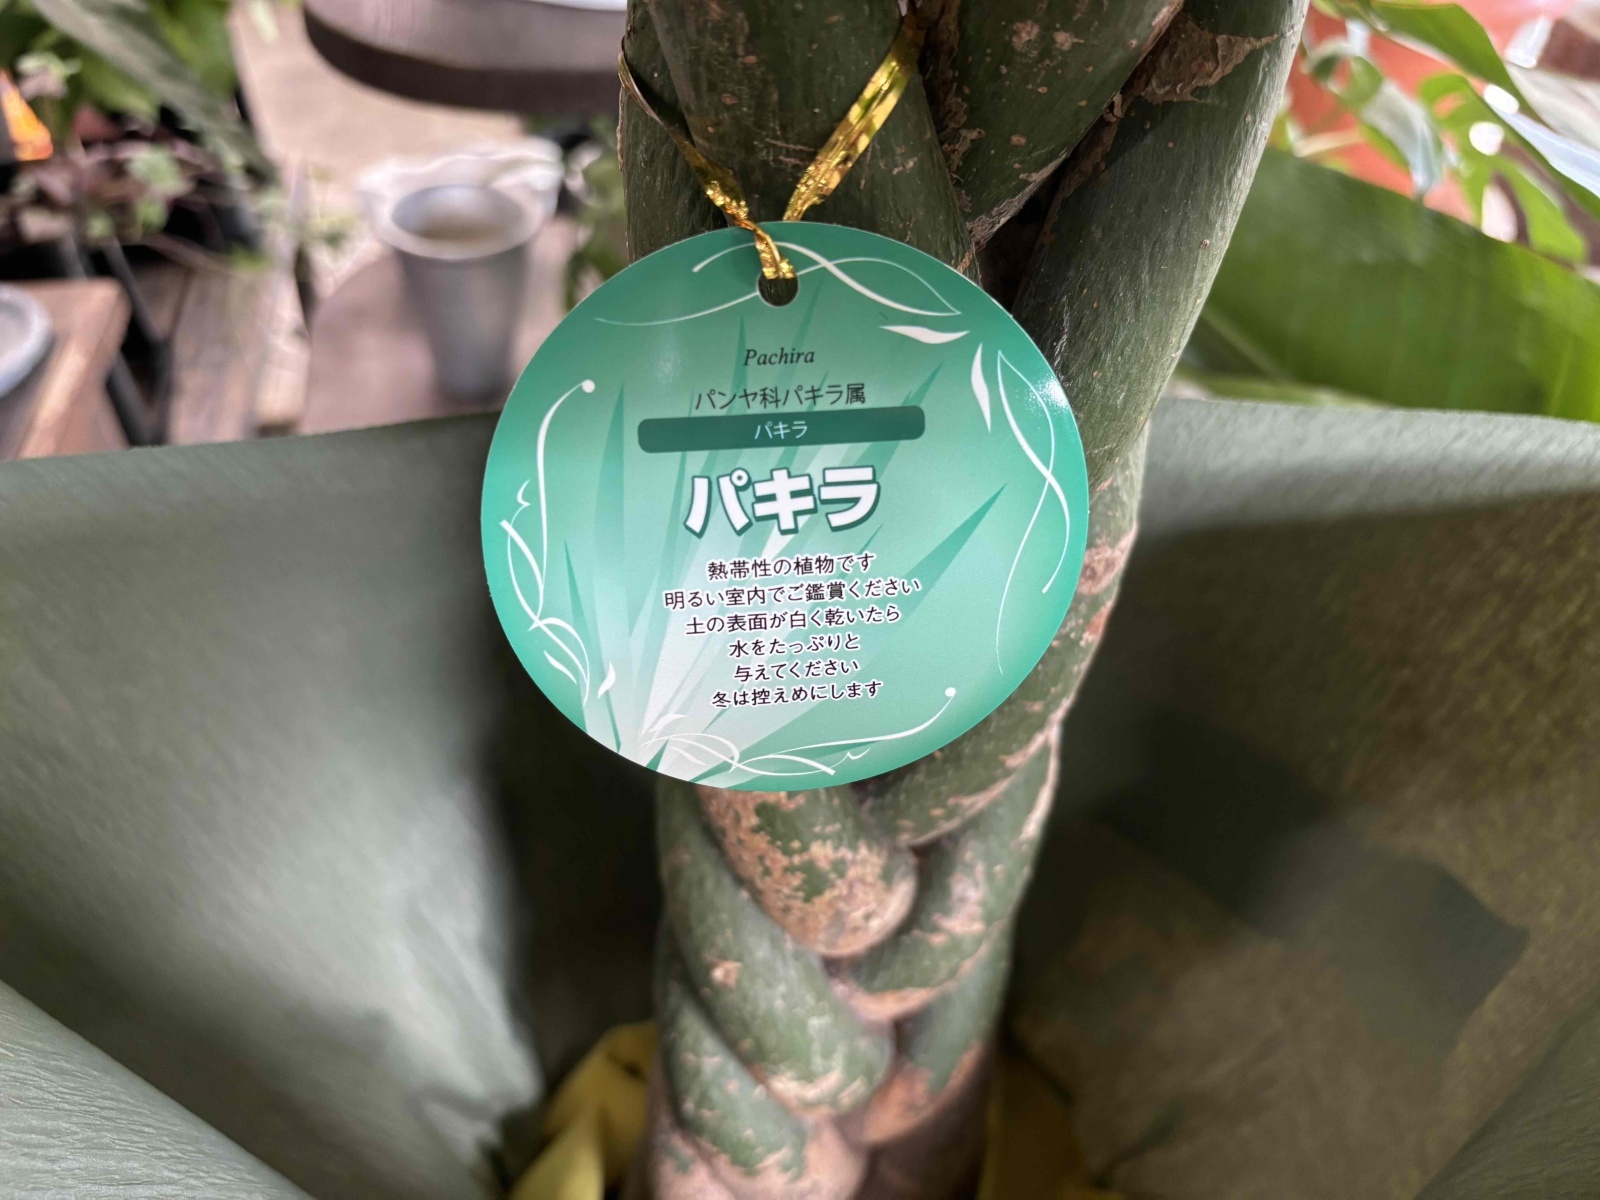 Pachira
パンヤ科パキラ属
パキラ
パキラ
熱帯性の植物です
明るい室内でご鑑賞ください
土の表面が白く乾いたら
水をたっぷりと
与えてください
冬は控えめにします